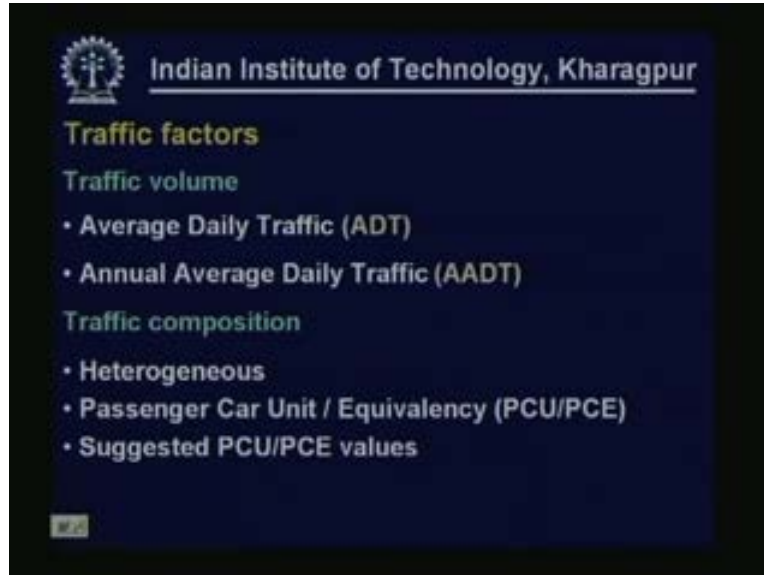 Indian Institute of Technology, Kharagpur
Traffic factors
Traffic volume
• Average Daily Traffic (ADT)
• Annual Average Daily Traffic (AADT)
Traffic composition
• Heterogeneous
• Passenger Car Unit / Equivalency (PCU/PCE)
• Suggested PCU/PCE values